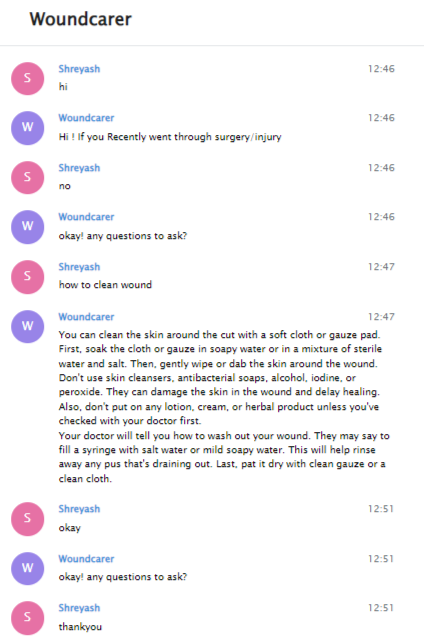 Woundcarer
S
Shreyash 12:46
hi
W
Woundcarer 12:46
Hi ! If you Recently went through surgery/injury
S
Shreyash 12:46
no
W
Woundcarer 12:46
okay! any questions to ask?
S
Shreyash 12:47
how to clean wound
W
Woundcarer 12:47
You can clean the skin around the cut with a soft cloth or gauze pad.
First, soak the cloth or gauze in soapy water or in a mixture of sterile
water and salt. Then, gently wipe or dab the skin around the wound.
Don't use skin cleansers, antibacterial soaps, alcohol, iodine, or
peroxide. They can damage the skin in the wound and delay healing.
Also, don't put on any lotion, cream, or herbal product unless you've
checked with your doctor first.
Your doctor will tell you how to wash out your wound. They may say to
fill a syringe with salt water or mild soapy water. This will help rinse
away any pus that's draining out. Last, pat it dry with clean gauze or a
clean cloth.
S
Shreyash 12:51
okay
W
Woundcarer 12:51
okay! any questions to ask?
S
Shreyash 12:51
thankyou